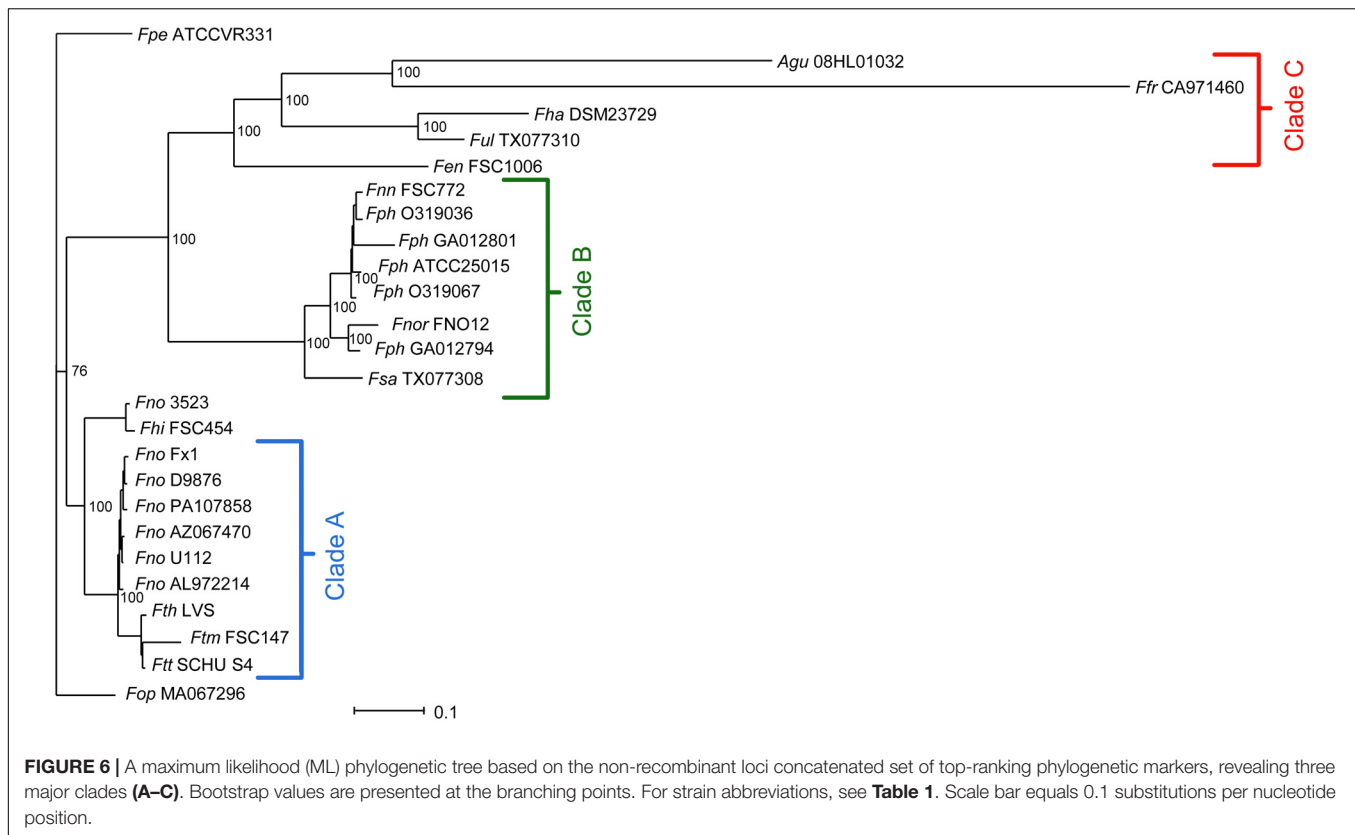 Fpe ATCCVR331
Agu 08HL01032
100
Ffr CA971460
100
Fha DSM23729
100
100
Ful TX077310
Fen FSC1006
Clade C
Fnn FSC772
Fph O319036
100
Fph GA012801
Fph ATCC25015
100
Fph O319067
100
Fnor FNO12
100
100
Fph GA012794
Fsa TX077308
Clade B
76
Fno 3523
Fhi FSC454
Fno Fx1
Fno D9876
100
Fno PA107858
Fno AZ067470
Fno U112
Fno AL972214
100
Fth LVS
Ftm FSC147
Ftt SCHU S4
Clade A
Fop MA067296
0.1
FIGURE 6 | A maximum likelihood (ML) phylogenetic tree based on the non-recombinant loci concatenated set of top-ranking phylogenetic markers, revealing three
major clades (A–C). Bootstrap values are presented at the branching points. For strain abbreviations, see Table 1. Scale bar equals 0.1 substitutions per nucleotide
position.